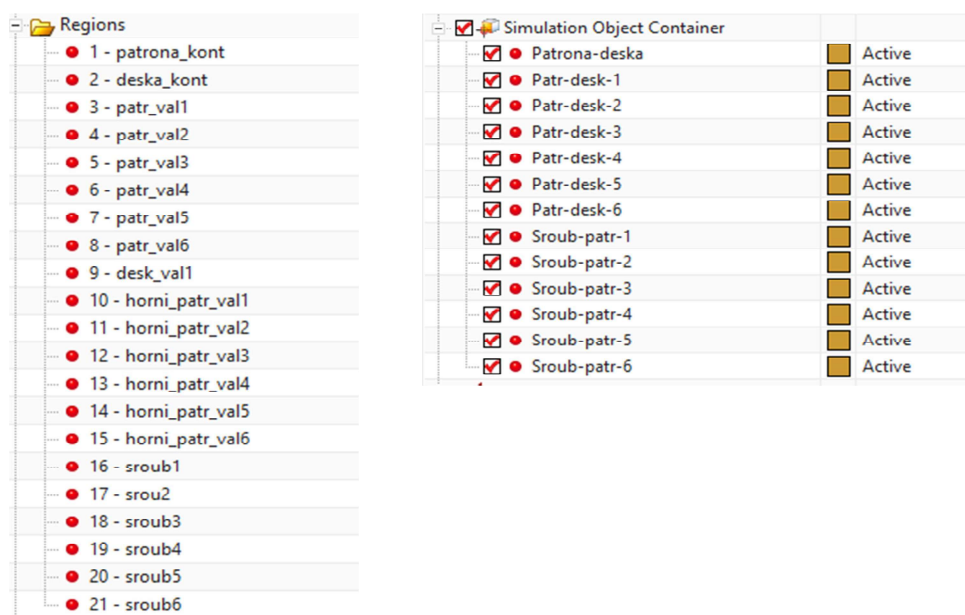 Regions
1 - patrona_kont
2 - deska_kont
3 - patr_val1
4 - patr_val2
5 - patr_val3
6 - patr_val4
7 - patr_val5
8 - patr_val6
9 - desk_val1
10 - horni_patr_val1
11 - horni_patr_val2
12 - horni_patr_val3
13 - horni_patr_val4
14 - horni_patr_val5
15 - horni_patr_val6
16 - sroub1
17 - srou2
18 - sroub3
19 - sroub4
20 - sroub5
21 - sroub6
Simulation Object Container
Patrona-deska Active
Patr-desk-1 Active
Patr-desk-2 Active
Patr-desk-3 Active
Patr-desk-4 Active
Patr-desk-5 Active
Patr-desk-6 Active
Sroub-patr-1 Active
Sroub-patr-2 Active
Sroub-patr-3 Active
Sroub-patr-4 Active
Sroub-patr-5 Active
Sroub-patr-6 Active